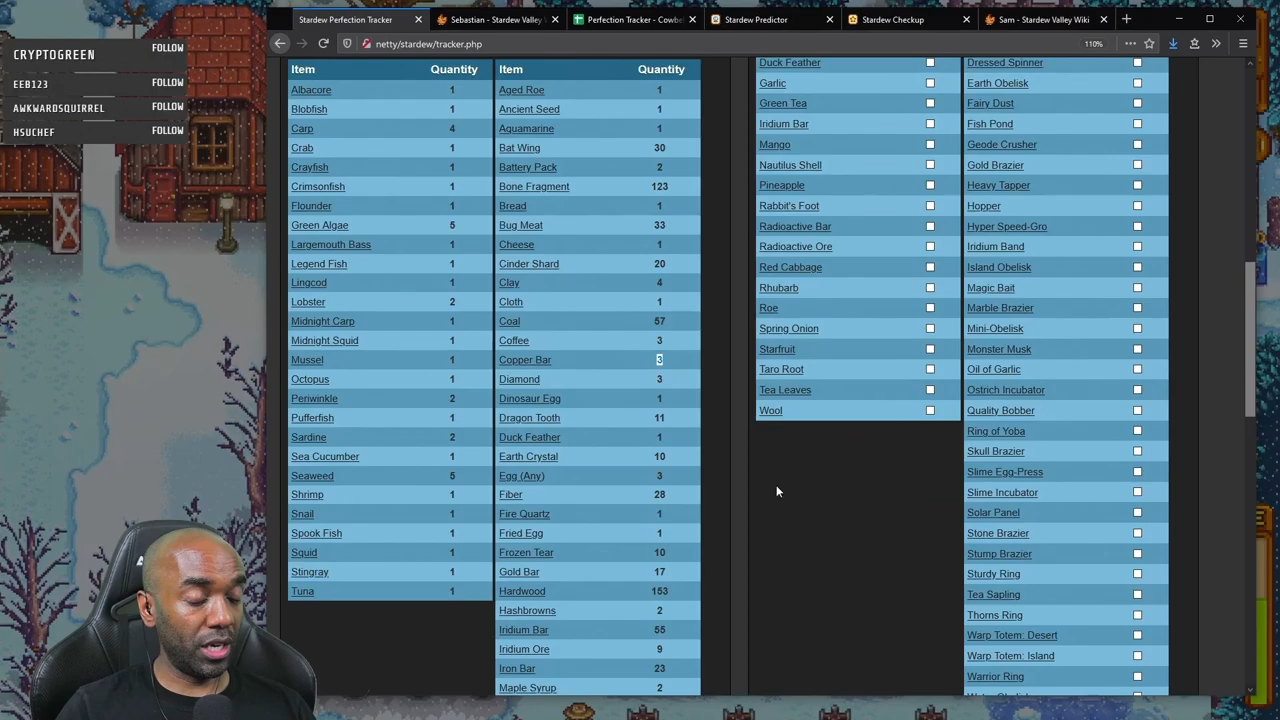 CRYPTOGREEN FOLLOW
EEB123 FOLLOW
AWKWARDSQUIRREL FOLLOW
HSUCHEF FOLLOW
Stardew Perfection Tracker
Sebastian - Stardew Valley W
Perfection Tracker - Cowbel
Stardew Predictor
Stardew Checkup
Sam - Stardew Valley Wiki
netty/stardew/tracker.php
110%
Item Quantity
Albacore 1
Blobfish 1
Carp 4
Crab 1
Crayfish 1
Crimsonfish 1
Flounder 1
Green Algae 5
Largemouth Bass 1
Legend Fish 1
Lingcod 1
Lobster 2
Midnight Carp 1
Midnight Squid 1
Mussel 1
Octopus 1
Periwinkle 2
Pufferfish 1
Sardine 2
Sea Cucumber 1
Seaweed 5
Shrimp 1
Snail 1
Spook Fish 1
Squid 1
Stingray 1
Tuna 1
Item Quantity
Aged Roe 1
Ancient Seed 1
Aquamarine 1
Bat Wing 30
Battery Pack 2
Bone Fragment 123
Bread 1
Bug Meat 33
Cheese 1
Cinder Shard 20
Clay 4
Cloth 1
Coal 57
Coffee 3
Copper Bar 3
Diamond 3
Dinosaur Egg 1
Dragon Tooth 11
Duck Feather 1
Earth Crystal 10
Egg (Any) 3
Fiber 28
Fire Quartz 1
Fried Egg 1
Frozen Tear 10
Gold Bar 17
Hardwood 153
Hashbrowns 2
Iridium Bar 55
Iridium Ore 9
Iron Bar 23
Maple Syrup 2
Duck Feather
Garlic
Green Tea
Iridium Bar
Mango
Nautilus Shell
Pineapple
Rabbit's Foot
Radioactive Bar
Radioactive Ore
Red Cabbage
Rhubarb
Roe
Spring Onion
Starfruit
Taro Root
Tea Leaves
Wool
Dressed Spinner
Earth Obelisk
Fairy Dust
Fish Pond
Geode Crusher
Gold Brazier
Heavy Tapper
Hopper
Hyper Speed-Gro
Iridium Band
Island Obelisk
Magic Bait
Marble Brazier
Mini-Obelisk
Monster Musk
Oil of Garlic
Ostrich Incubator
Quality Bobber
Ring of Yoba
Skull Brazier
Slime Egg-Press
Slime Incubator
Solar Panel
Stone Brazier
Stump Brazier
Sturdy Ring
Tea Sapling
Thorns Ring
Warp Totem: Desert
Warp Totem: Island
Warrior Ring